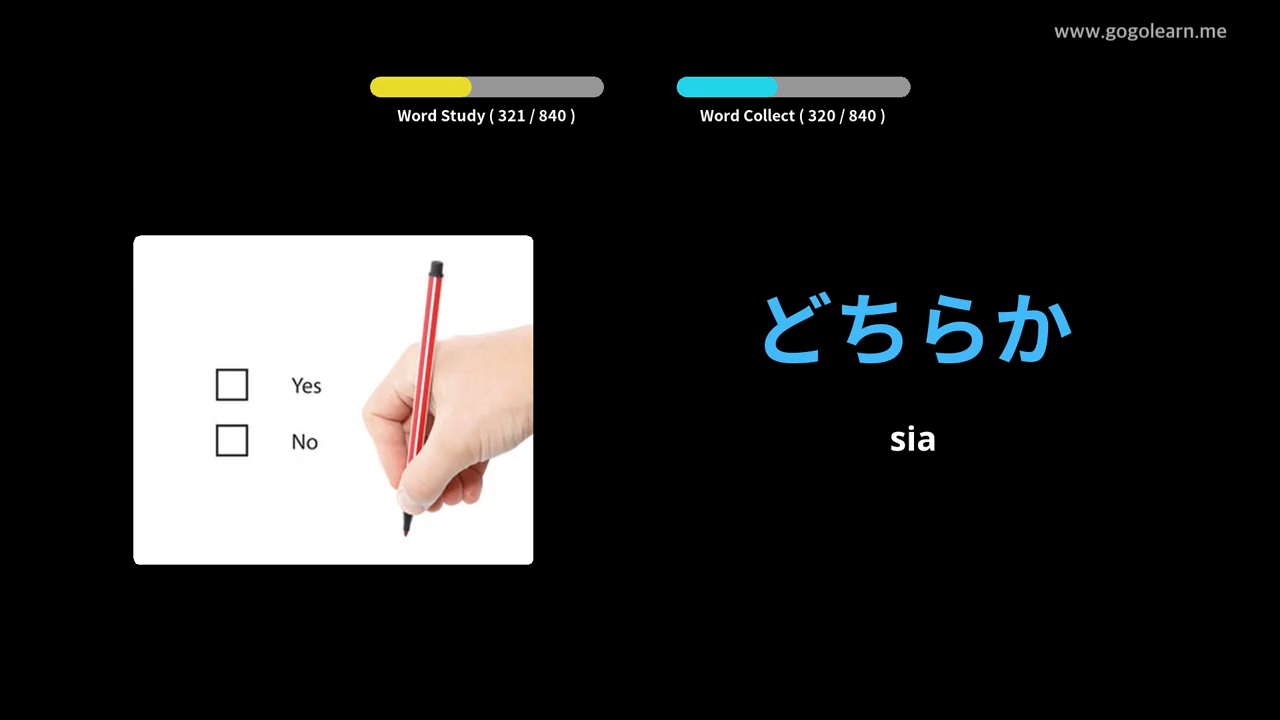 www.gogolearn.me
Word Study ( 321 / 840 )
Word Collect ( 320 / 840 )
Yes
No
どちらか
sia